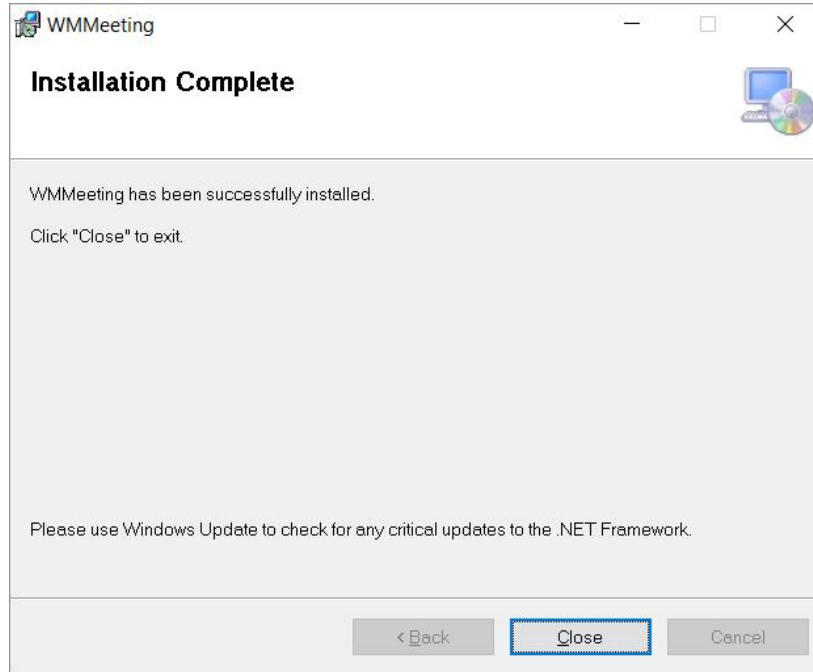 WMMeeting
Installation Complete
WMMeeting has been successfully installed.
Click "Close" to exit.
Please use Windows Update to check for any critical updates to the .NET Framework.
< Back
Close
Cancel